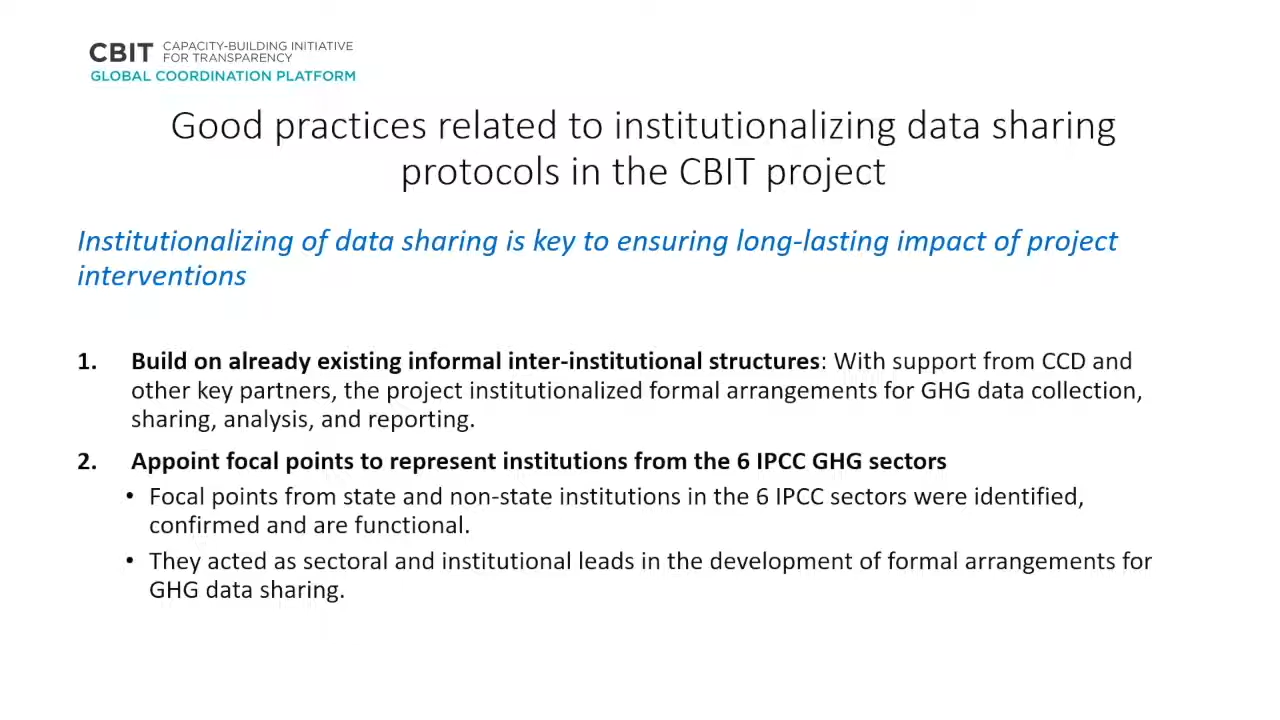 CBIT CAPACITY-BUILDING INITIATIVE
FOR TRANSPARENCY
GLOBAL COORDINATION PLATFORM
Good practices related to institutionalizing data sharing
protocols in the CBIT project
Institutionalizing of data sharing is key to ensuring long-lasting impact of project
interventions
1. Build on already existing informal inter-institutional structures: With support from CCD and
other key partners, the project institutionalized formal arrangements for GHG data collection,
sharing, analysis, and reporting.
2. Appoint focal points to represent institutions from the 6 IPCC GHG sectors
• Focal points from state and non-state institutions in the 6 IPCC sectors were identified,
confirmed and are functional.
• They acted as sectoral and institutional leads in the development of formal arrangements for
GHG data sharing.